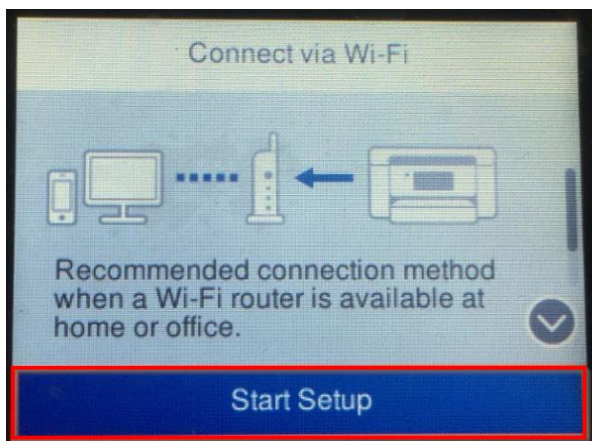 Connect via Wi-Fi
Recommended connection method
when a Wi-Fi router is available at
home or office.
Start Setup